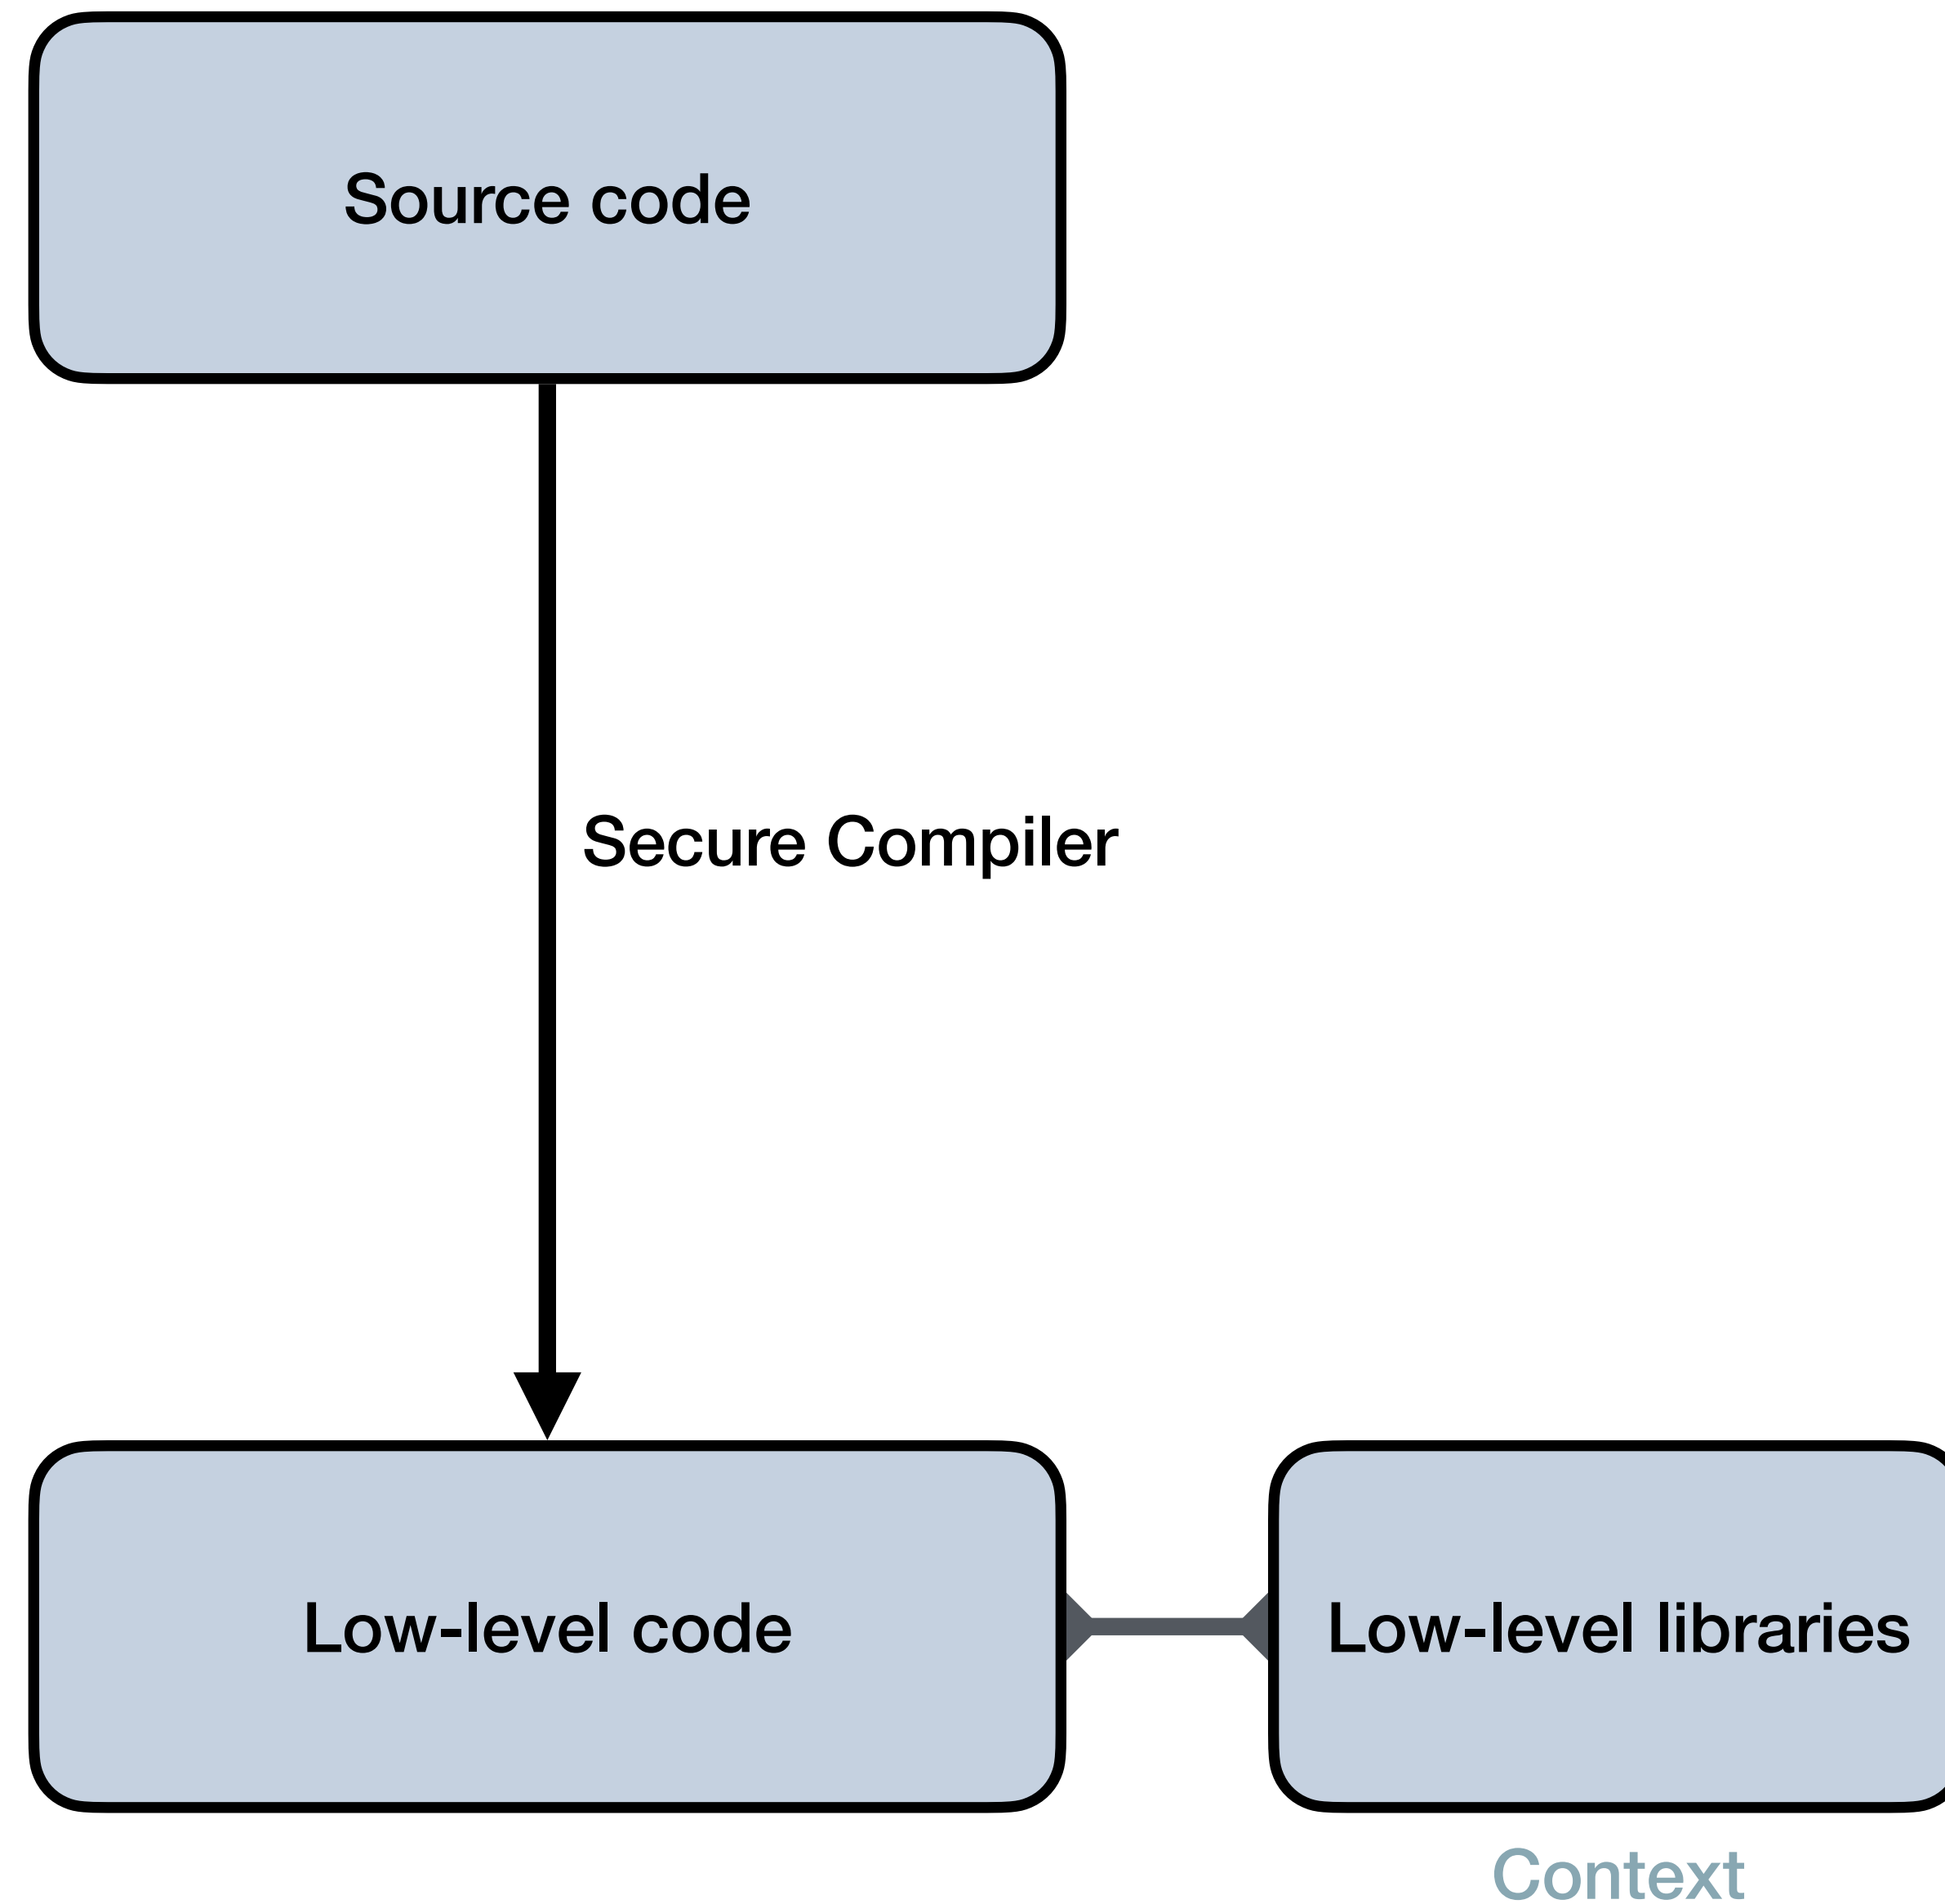 Source code
Secure Compiler
Low-level code
Low-level libraries
Context